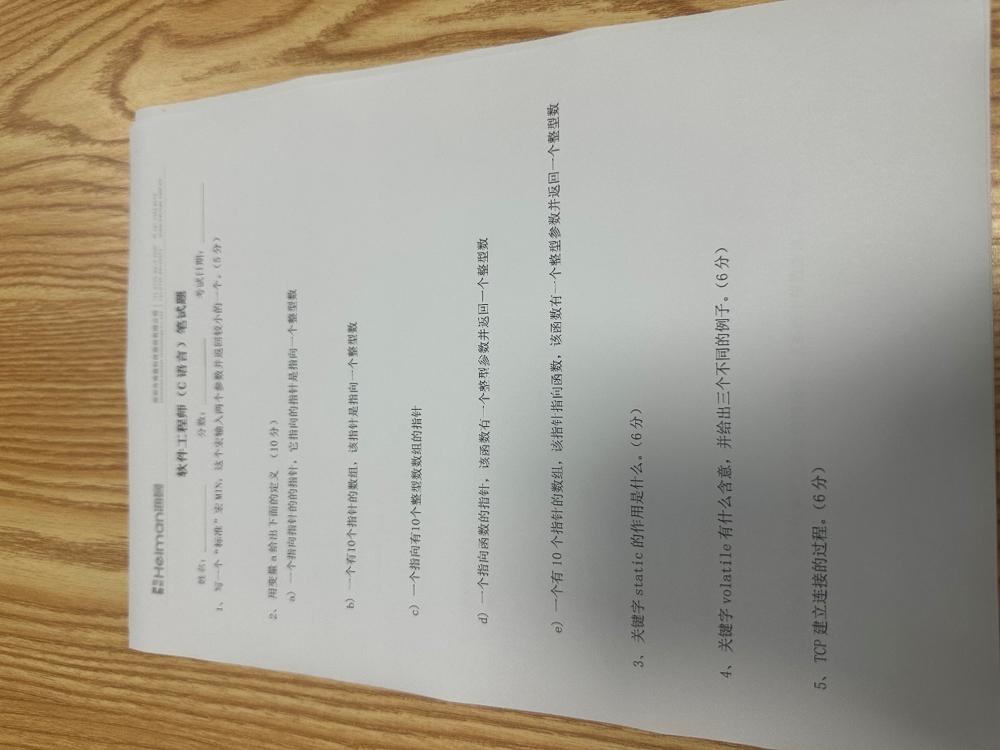 Heimann海曼
软件工程师（C 语言）笔试题
姓名：________ 分数：________ 考试日期：________
1、写一个“标准”宏 MIN，这个宏输入两个参数并返回较小的一个。（5 分）
2、用变量 a 给出下面的定义 （10 分）
a) 一个指向指针的的指针，它指向的指针是指向一个整型数
b) 一个有10个指针的数组，该指针是指向一个整型数
c) 一个指向有10个整型数数组的指针
d) 一个指向函数的指针，该函数有一个整型参数并返回一个整型数
e) 一个有 10 个指针的数组，该指针指向函数，该函数有一个整型参数并返回一个整型数
3、关键字 static 的作用是什么。（6 分）
4、关键字 volatile 有什么含意，并给出三个不同的例子。（6 分）
5、TCP 建立连接的过程。（6 分）